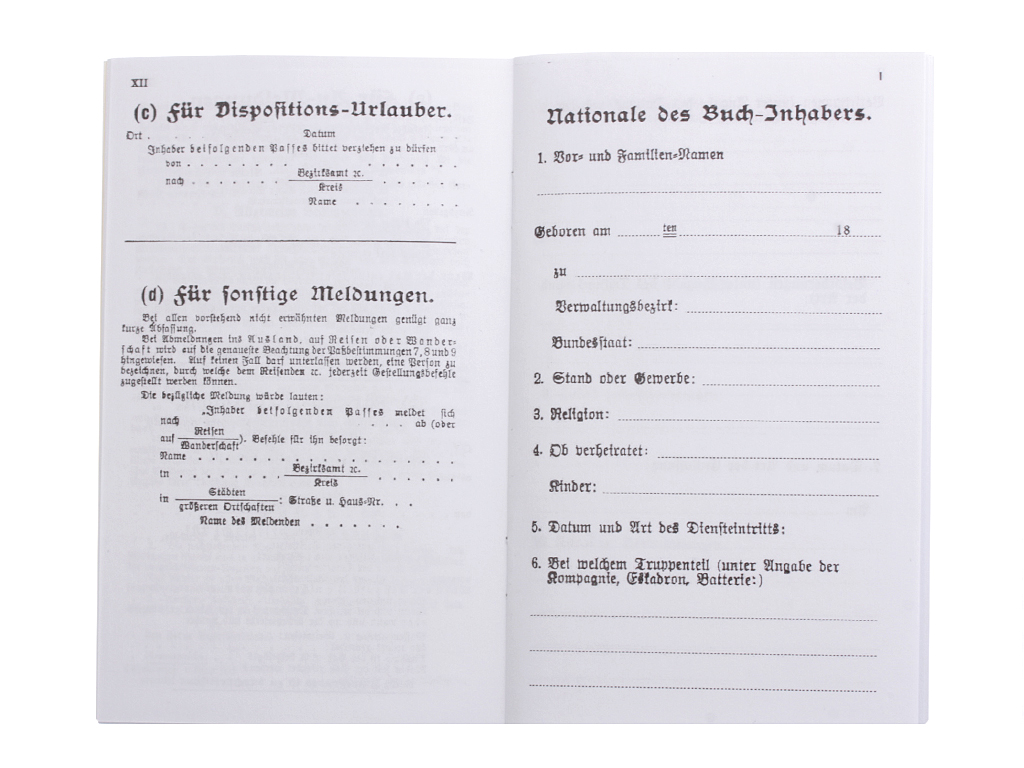 XII
(c) Für Dispositions-Urlauber.
Ort . . . . . Datum . .
Inhaber beifolgenden Passes bittet verziehen zu dürfen
von . . . . . . . . . . . . . .
nach . . . . . . Bezirksamt ꝛc. . . . . . .
Kreis
Name . . . . . . . .
(d) Für sonstige Meldungen.
Bei allen vorstehend nicht erwähnten Meldungen genügt ganz
kurze Abfassung.
Bei Abmeldungen ins Ausland, auf Reisen oder Wander-
schaft wird auf die genaueste Beachtung der Paßbestimmungen 7, 8 und 9
hingewiesen. Auf keinen Fall darf unterlassen werden, eine Person zu
bezeichnen, durch welche dem Reisenden ꝛc. jederzeit Gestellungsbefehle
zugestellt werden können.
Die bezügliche Meldung würde lauten:
„Inhaber beifolgenden Passes meldet sich
nach . . . . ab (oder
auf Reisen
Wanderschaft). Befehle für ihn besorgt:
Name . . . . . . . . . . . . . . . . .
in . . . . . . . Bezirksamt ꝛc. . . . . . .
Kreis
in Städten
größeren Ortschaften: Straße u. Haus-Nr. . .
Name des Meldenden . . . . . . .
I
Nationale des Buch-Inhabers.
1. Vor- und Familien-Namen
Geboren am ten 18
zu
Verwaltungsbezirk:
Bundesstaat:
2. Stand oder Gewerbe:
3. Religion:
4. Ob verheiratet:
Kinder:
5. Datum und Art des Diensteintritts:
6. Bei welchem Truppenteil (unter Angabe der
Kompagnie, Eskadron, Batterie:)